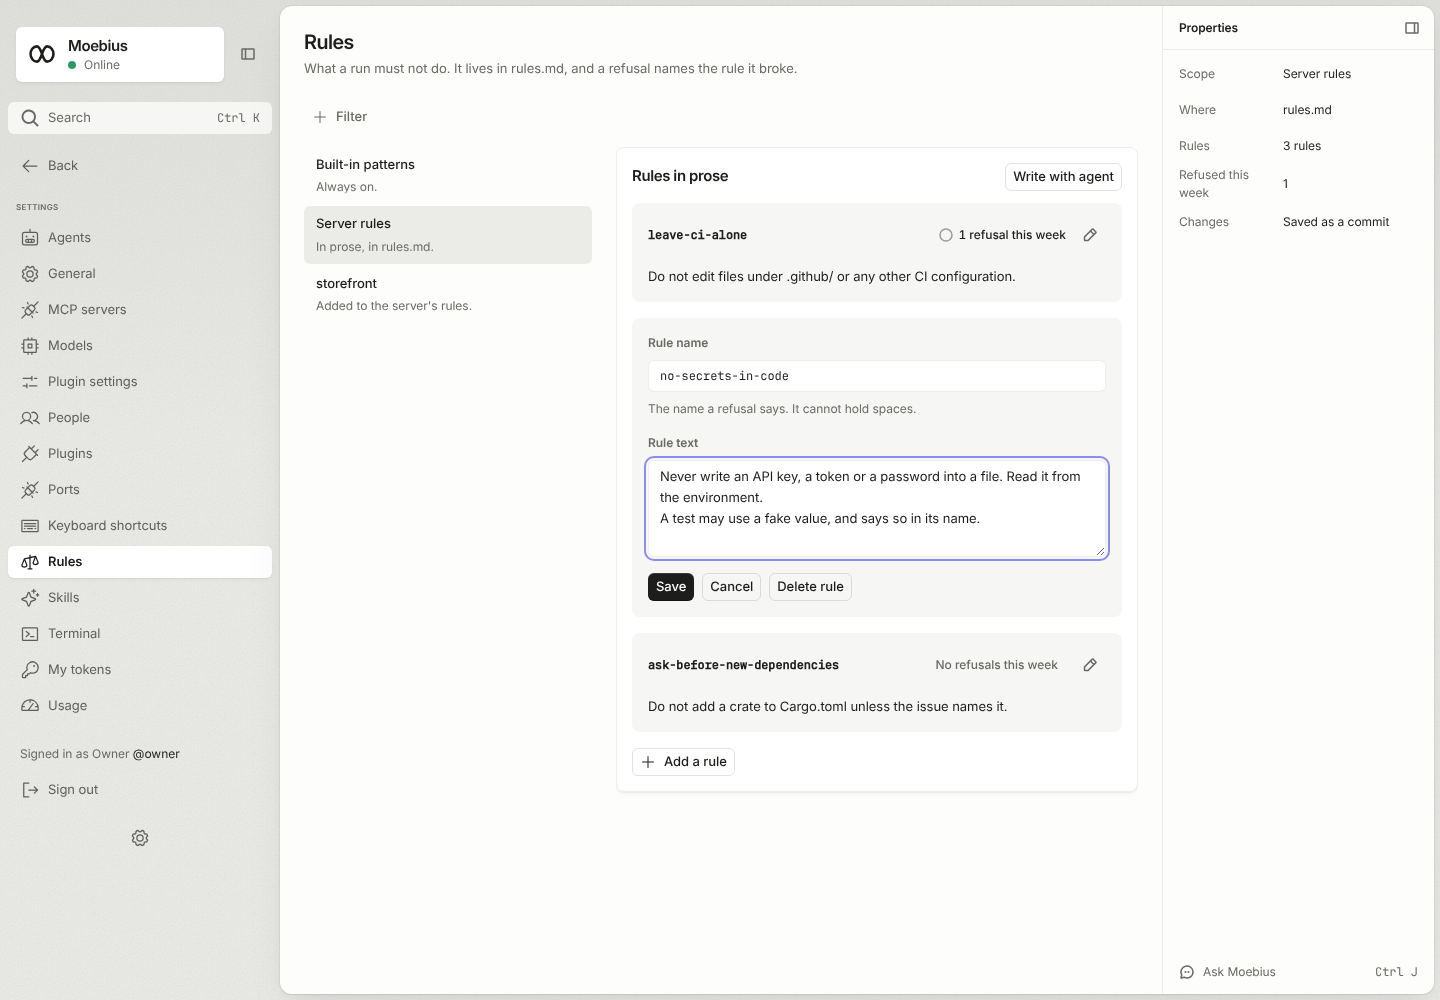 Moebius
Online
Search
Ctrl K
Back
SETTINGS
Agents
General
MCP servers
Models
Plugin settings
People
Plugins
Ports
Keyboard shortcuts
Rules
Skills
Terminal
My tokens
Usage
Signed in as Owner @owner
Sign out
Rules
What a run must not do. It lives in rules.md, and a refusal names the rule it broke.
Filter
Built-in patterns
Always on.
Server rules
In prose, in rules.md.
storefront
Added to the server's rules.
Rules in prose
Write with agent
leave-ci-alone
1 refusal this week
Do not edit files under .github/ or any other CI configuration.
Rule name
no-secrets-in-code
The name a refusal says. It cannot hold spaces.
Rule text
Never write an API key, a token or a password into a file. Read it from
the environment.
A test may use a fake value, and says so in its name.
Save
Cancel
Delete rule
ask-before-new-dependencies
No refusals this week
Do not add a crate to Cargo.toml unless the issue names it.
Add a rule
Properties
Scope
Server rules
Where
rules.md
Rules
3 rules
Refused this
week
1
Changes
Saved as a commit
Ask Moebius
Ctrl J